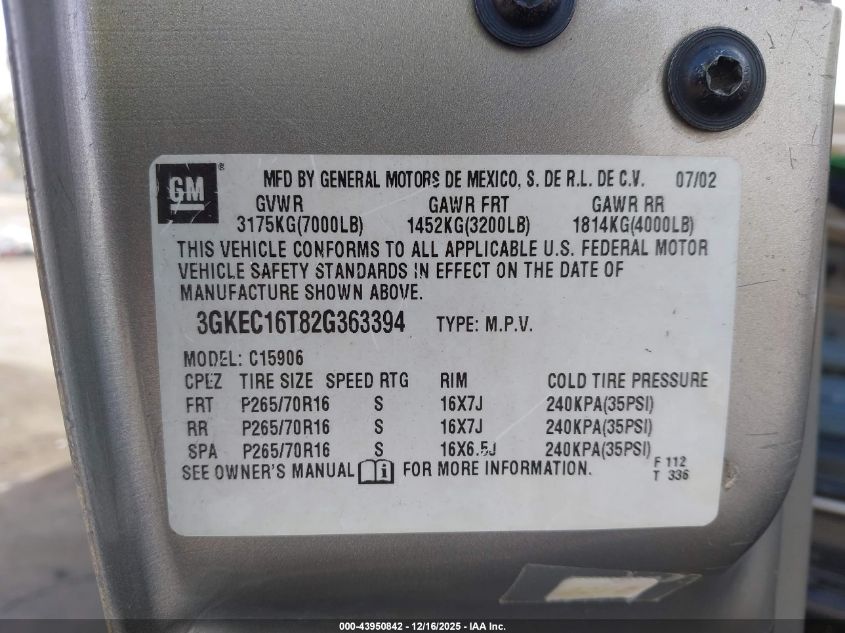 GM ® MFD BY GENERAL MOTORS DE MEXICO, S. DE R.L. DE C.V. 07/02
GVWR GAWR FRT GAWR RR
3175KG(7000LB) 1452KG(3200LB) 1814KG(4000LB)
THIS VEHICLE CONFORMS TO ALL APPLICABLE U.S. FEDERAL MOTOR
VEHICLE SAFETY STANDARDS IN EFFECT ON THE DATE OF
MANUFACTURE SHOWN ABOVE.
3GKEC16T82G363394 TYPE: M.P.V.
MODEL: C15906
CPEZ TIRE SIZE SPEED RTG RIM COLD TIRE PRESSURE
FRT P265/70R16 S 16X7J 240KPA(35PSI)
RR P265/70R16 S 16X7J 240KPA(35PSI)
SPA P265/70R16 S 16X6.5J 240KPA(35PSI)
SEE OWNER'S MANUAL i FOR MORE INFORMATION.
F 112
T 336
000-43950842 - 12/16/2025 - IAA Inc.